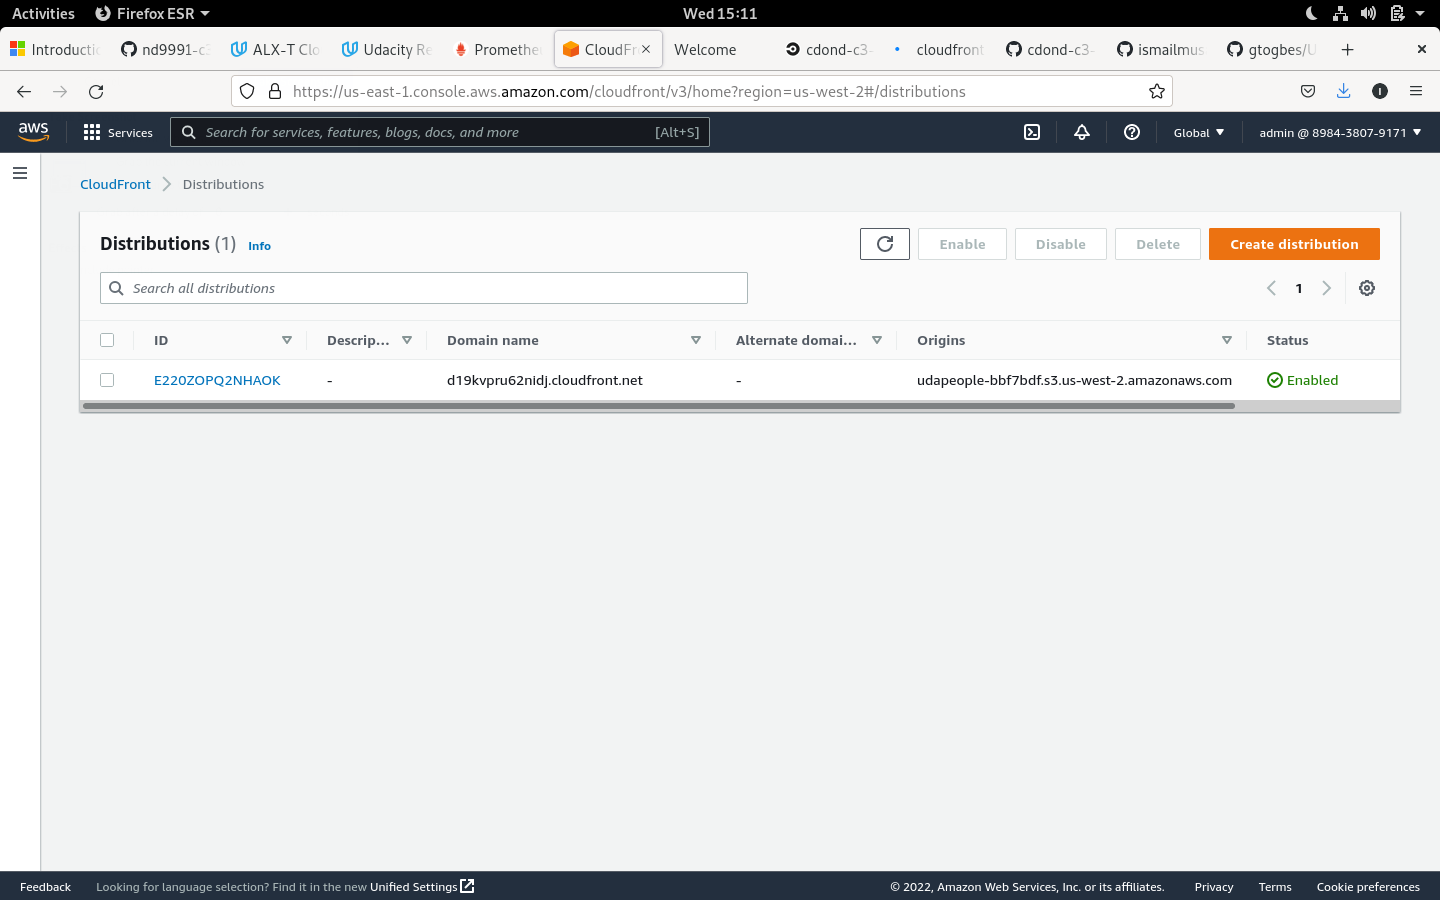 Activities Firefox ESR Wed 15:11
Introductic nd9991-c3 ALX-T Clo Udacity Re Promethe CloudFr Welcome cdond-c3- cloudfront cdond-c3- ismailmus gtogbes/U
https://us-east-1.console.aws.amazon.com/cloudfront/v3/home?region=us-west-2#/distributions
aws Services Search for services, features, blogs, docs, and more [Alt+S] Global admin @ 8984-3807-9171
CloudFront Distributions
Distributions (1) Info Enable Disable Delete Create distribution
Search all distributions 1
ID Descrip... Domain name Alternate domai... Origins Status
E220ZOPQ2NHAOK - d19kvpru62nidj.cloudfront.net - udapeople-bbf7bdf.s3.us-west-2.amazonaws.com Enabled
Feedback Looking for language selection? Find it in the new Unified Settings © 2022, Amazon Web Services, Inc. or its affiliates. Privacy Terms Cookie preferences